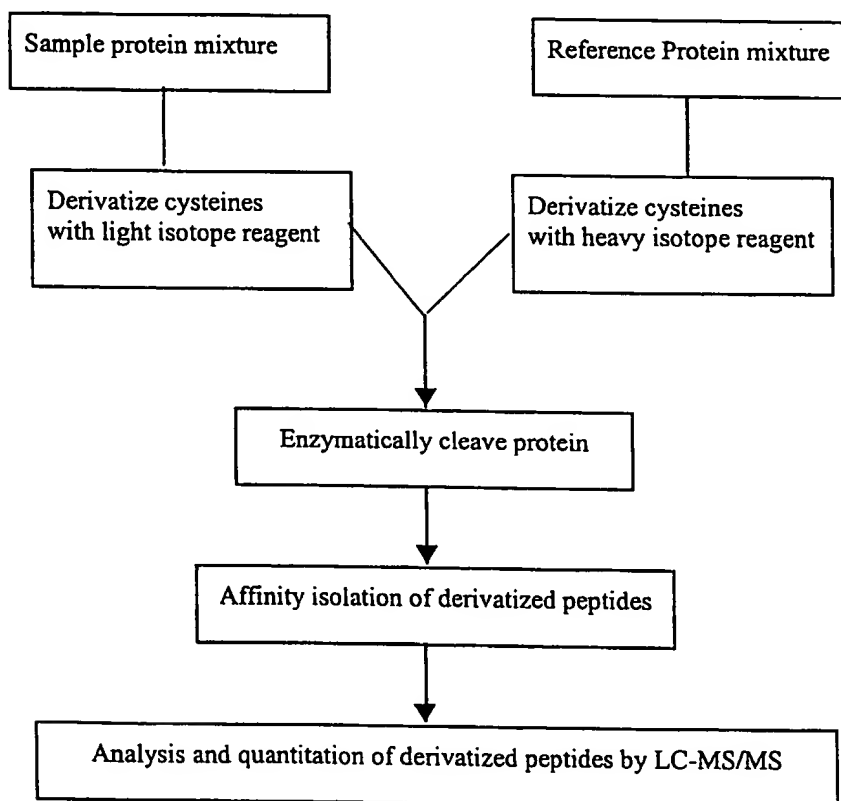 Sample protein mixture
Reference Protein mixture
Derivatize cysteines
with light isotope reagent
Derivatize cysteines
with heavy isotope reagent
Enzymatically cleave protein
Affinity isolation of derivatized peptides
Analysis and quantitation of derivatized peptides by LC-MS/MS